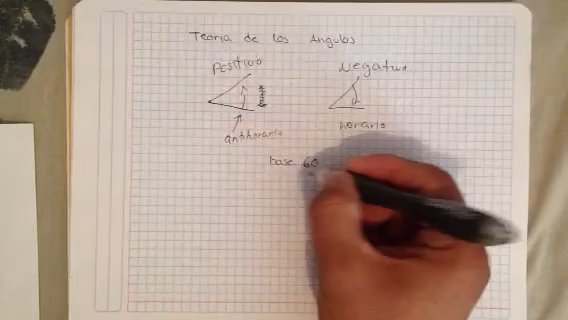 Teoria de los Angulos
Positivo
Negativo
antihorario
Horario
base 60